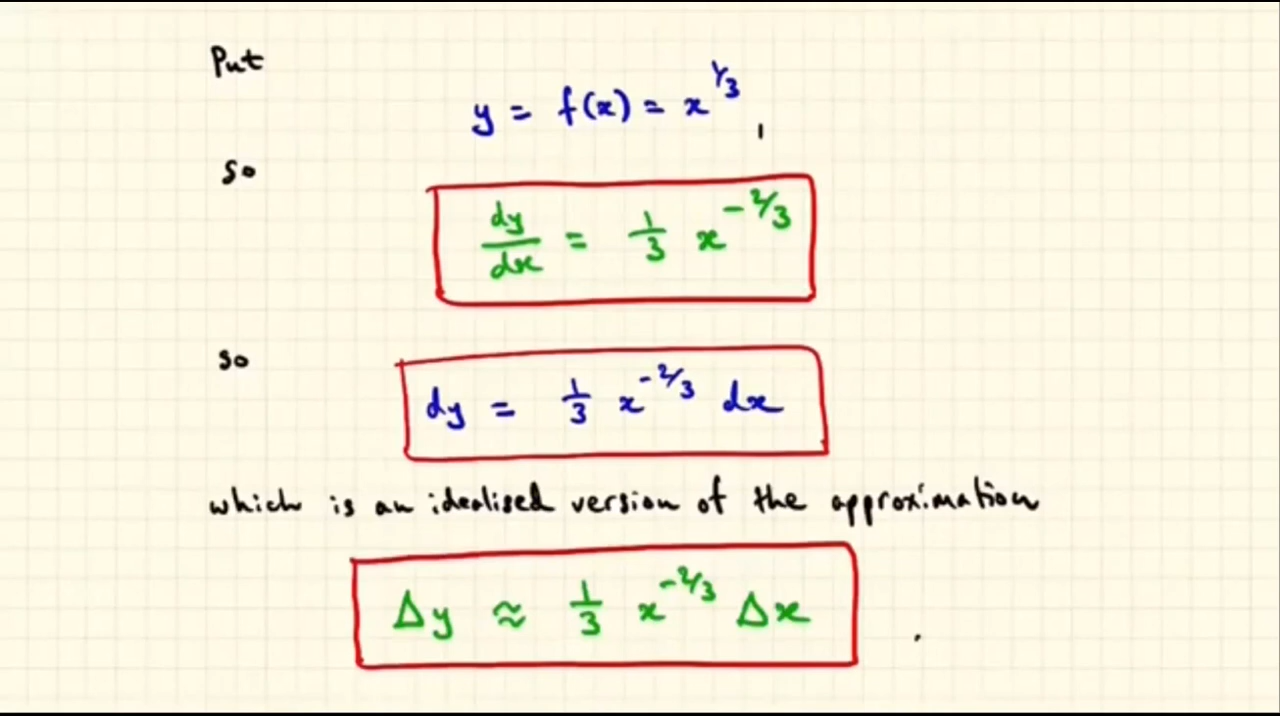 Put
y = f(x) = x^1/3,
so
dy/dx = 1/3 x^-2/3
so
dy = 1/3 x^-2/3 dx
which is an idealised version of the approximation
Δy ≈ 1/3 x^-2/3 Δx .